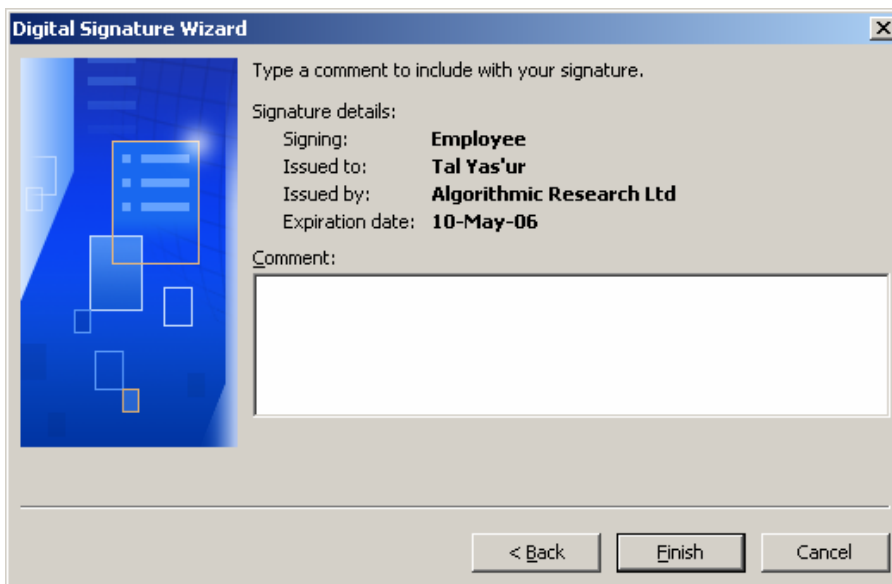 Digital Signature Wizard
Type a comment to include with your signature.
Signature details:
Signing: Employee
Issued to: Tal Yas'ur
Issued by: Algorithmic Research Ltd
Expiration date: 10-May-06
Comment:
< Back Finish Cancel